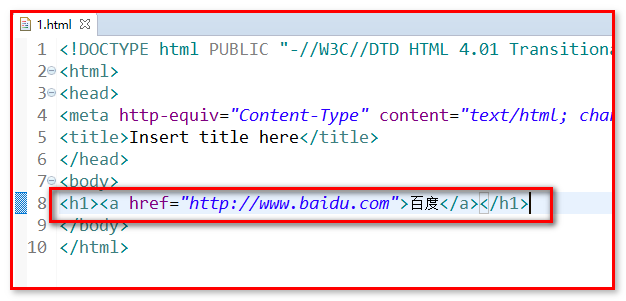 1.html
1 <!DOCTYPE html PUBLIC "-//W3C//DTD HTML 4.01 Transitiona
2 <html>
3 <head>
4 <meta http-equiv="Content-Type" content="text/html; char
5 <title>Insert title here</title>
6 </head>
7 <body>
8 <h1><a href="http://www.baidu.com">百度</a></h1>
9 </body>
10 </html>